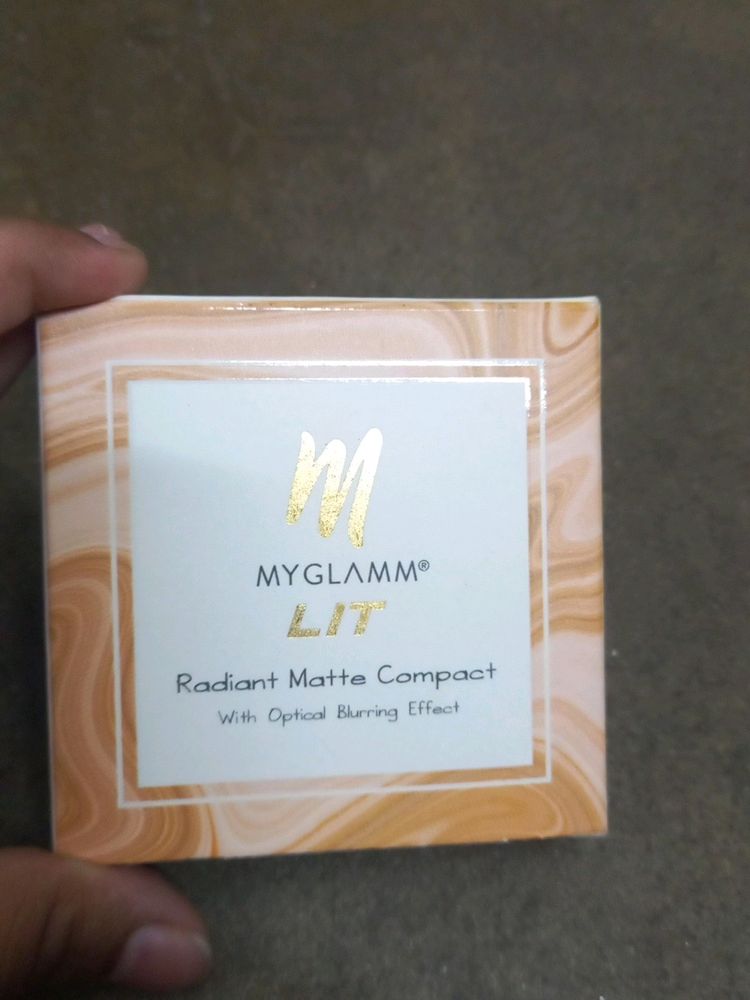 M
MYGLAMM®
LIT
Radiant Matte Compact
With Optical Blurring Effect